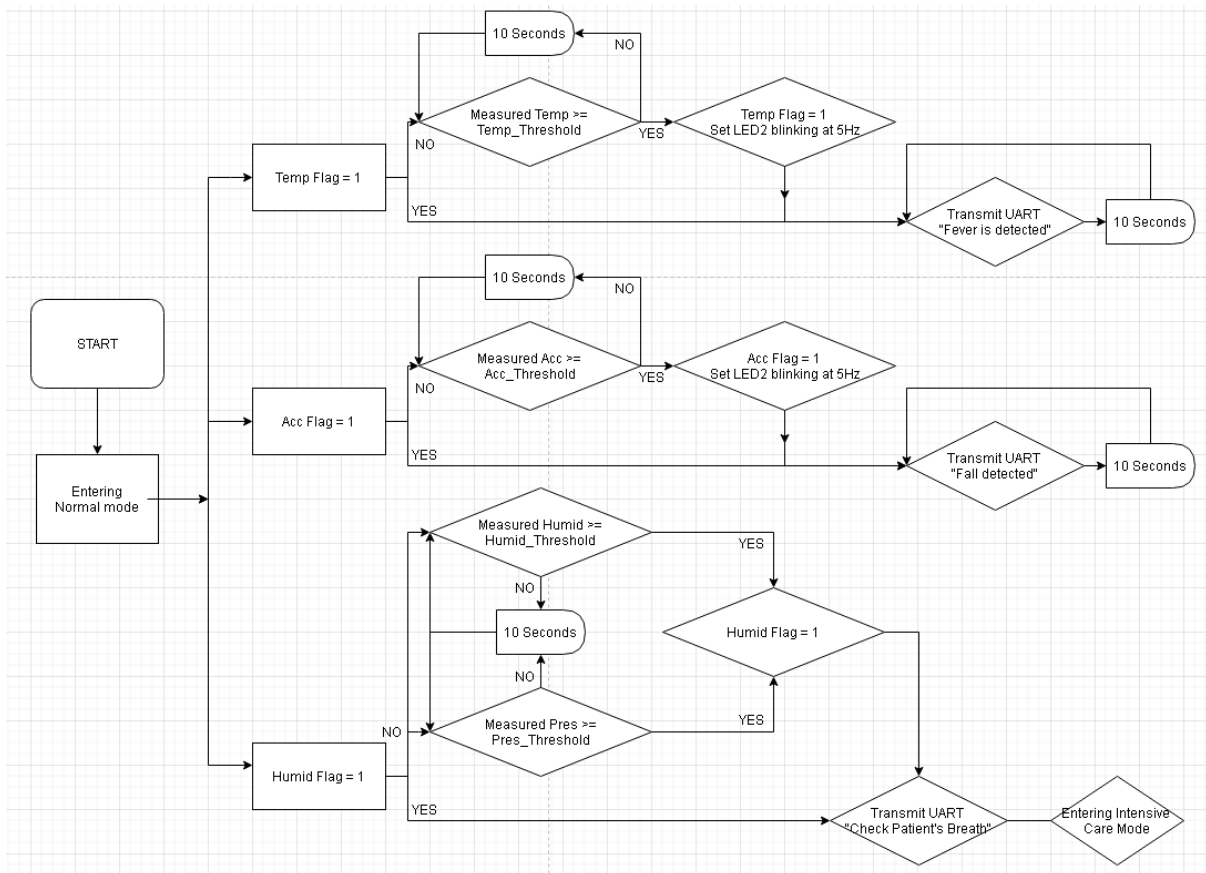 10 Seconds
NO
Measured Temp >=
Temp_Threshold
Temp Flag = 1
Set LED2 blinking at 5Hz
NO
YES
Temp Flag = 1
YES
Transmit UART
"Fever is detected"
10 Seconds
10 Seconds
NO
START
Measured Acc >=
Acc_Threshold
Acc Flag = 1
Set LED2 blinking at 5Hz
NO
YES
Acc Flag = 1
YES
Transmit UART
"Fall detected"
10 Seconds
Entering
Normal mode
Measured Humid >=
Humid_Threshold
YES
NO
10 Seconds
Humid Flag = 1
NO
Measured Pres >=
Pres_Threshold
NO
YES
Humid Flag = 1
YES
Transmit UART
"Check Patient's Breath"
Entering Intensive
Care Mode